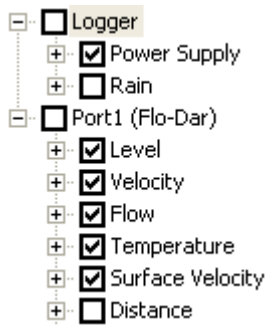 Logger
Power Supply
Rain
Port1 (Flo-Dar)
Level
Velocity
Flow
Temperature
Surface Velocity
Distance